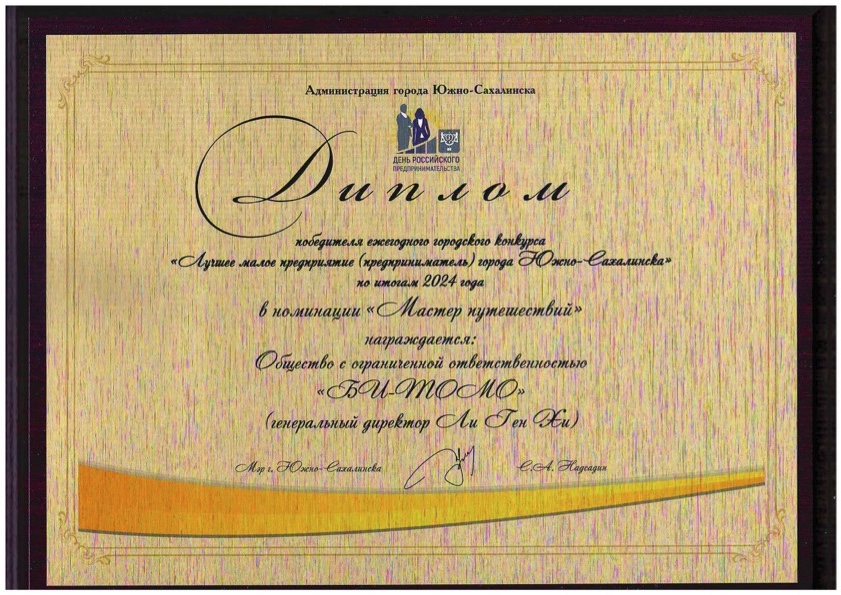 Администрация города Южно-Сахалинска
ДЕНЬ РОССИЙСКОГО
ПРЕДПРИНИМАТЕЛЬСТВА
Диплом
победителя ежегодного городского конкурса
«Лучшее малое предприятие (предприниматель) города Южно-Сахалинска»
по итогам 2024 года
в номинации «Мастер путешествий»
награждается:
Общество с ограниченной ответственностью
«БИ-ТОМО»
(генеральный директор Ли Ген Хи)
Мэр г. Южно-Сахалинска С.А. Надсадин